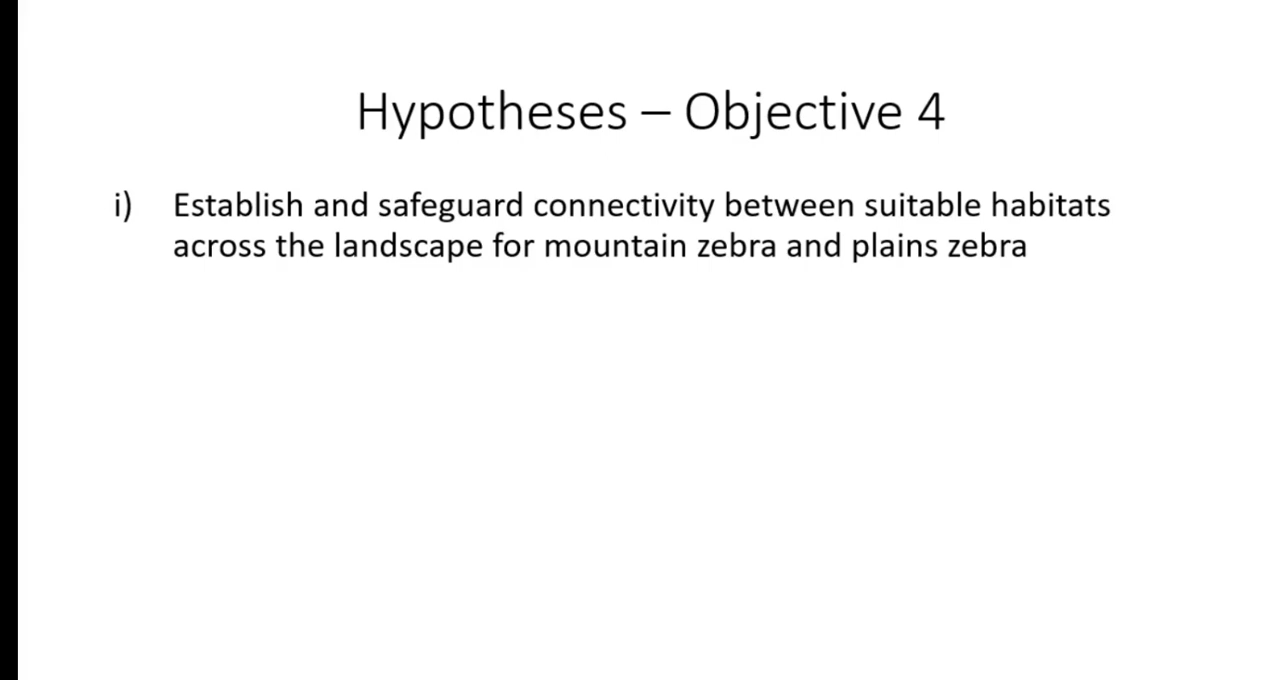 Hypotheses – Objective 4
i) Establish and safeguard connectivity between suitable habitats
across the landscape for mountain zebra and plains zebra